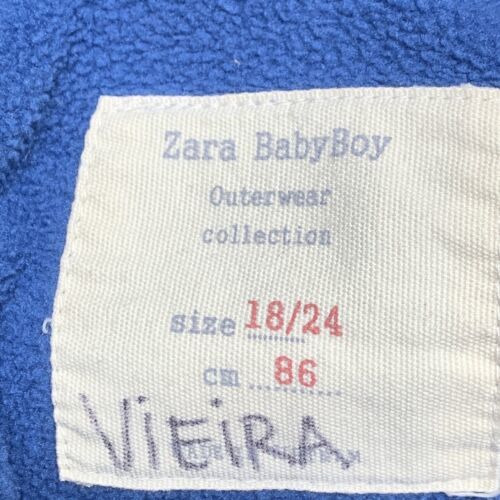 Zara BabyBoy
Outerwear
collection
size 18/24
cm 86
ViEiRA